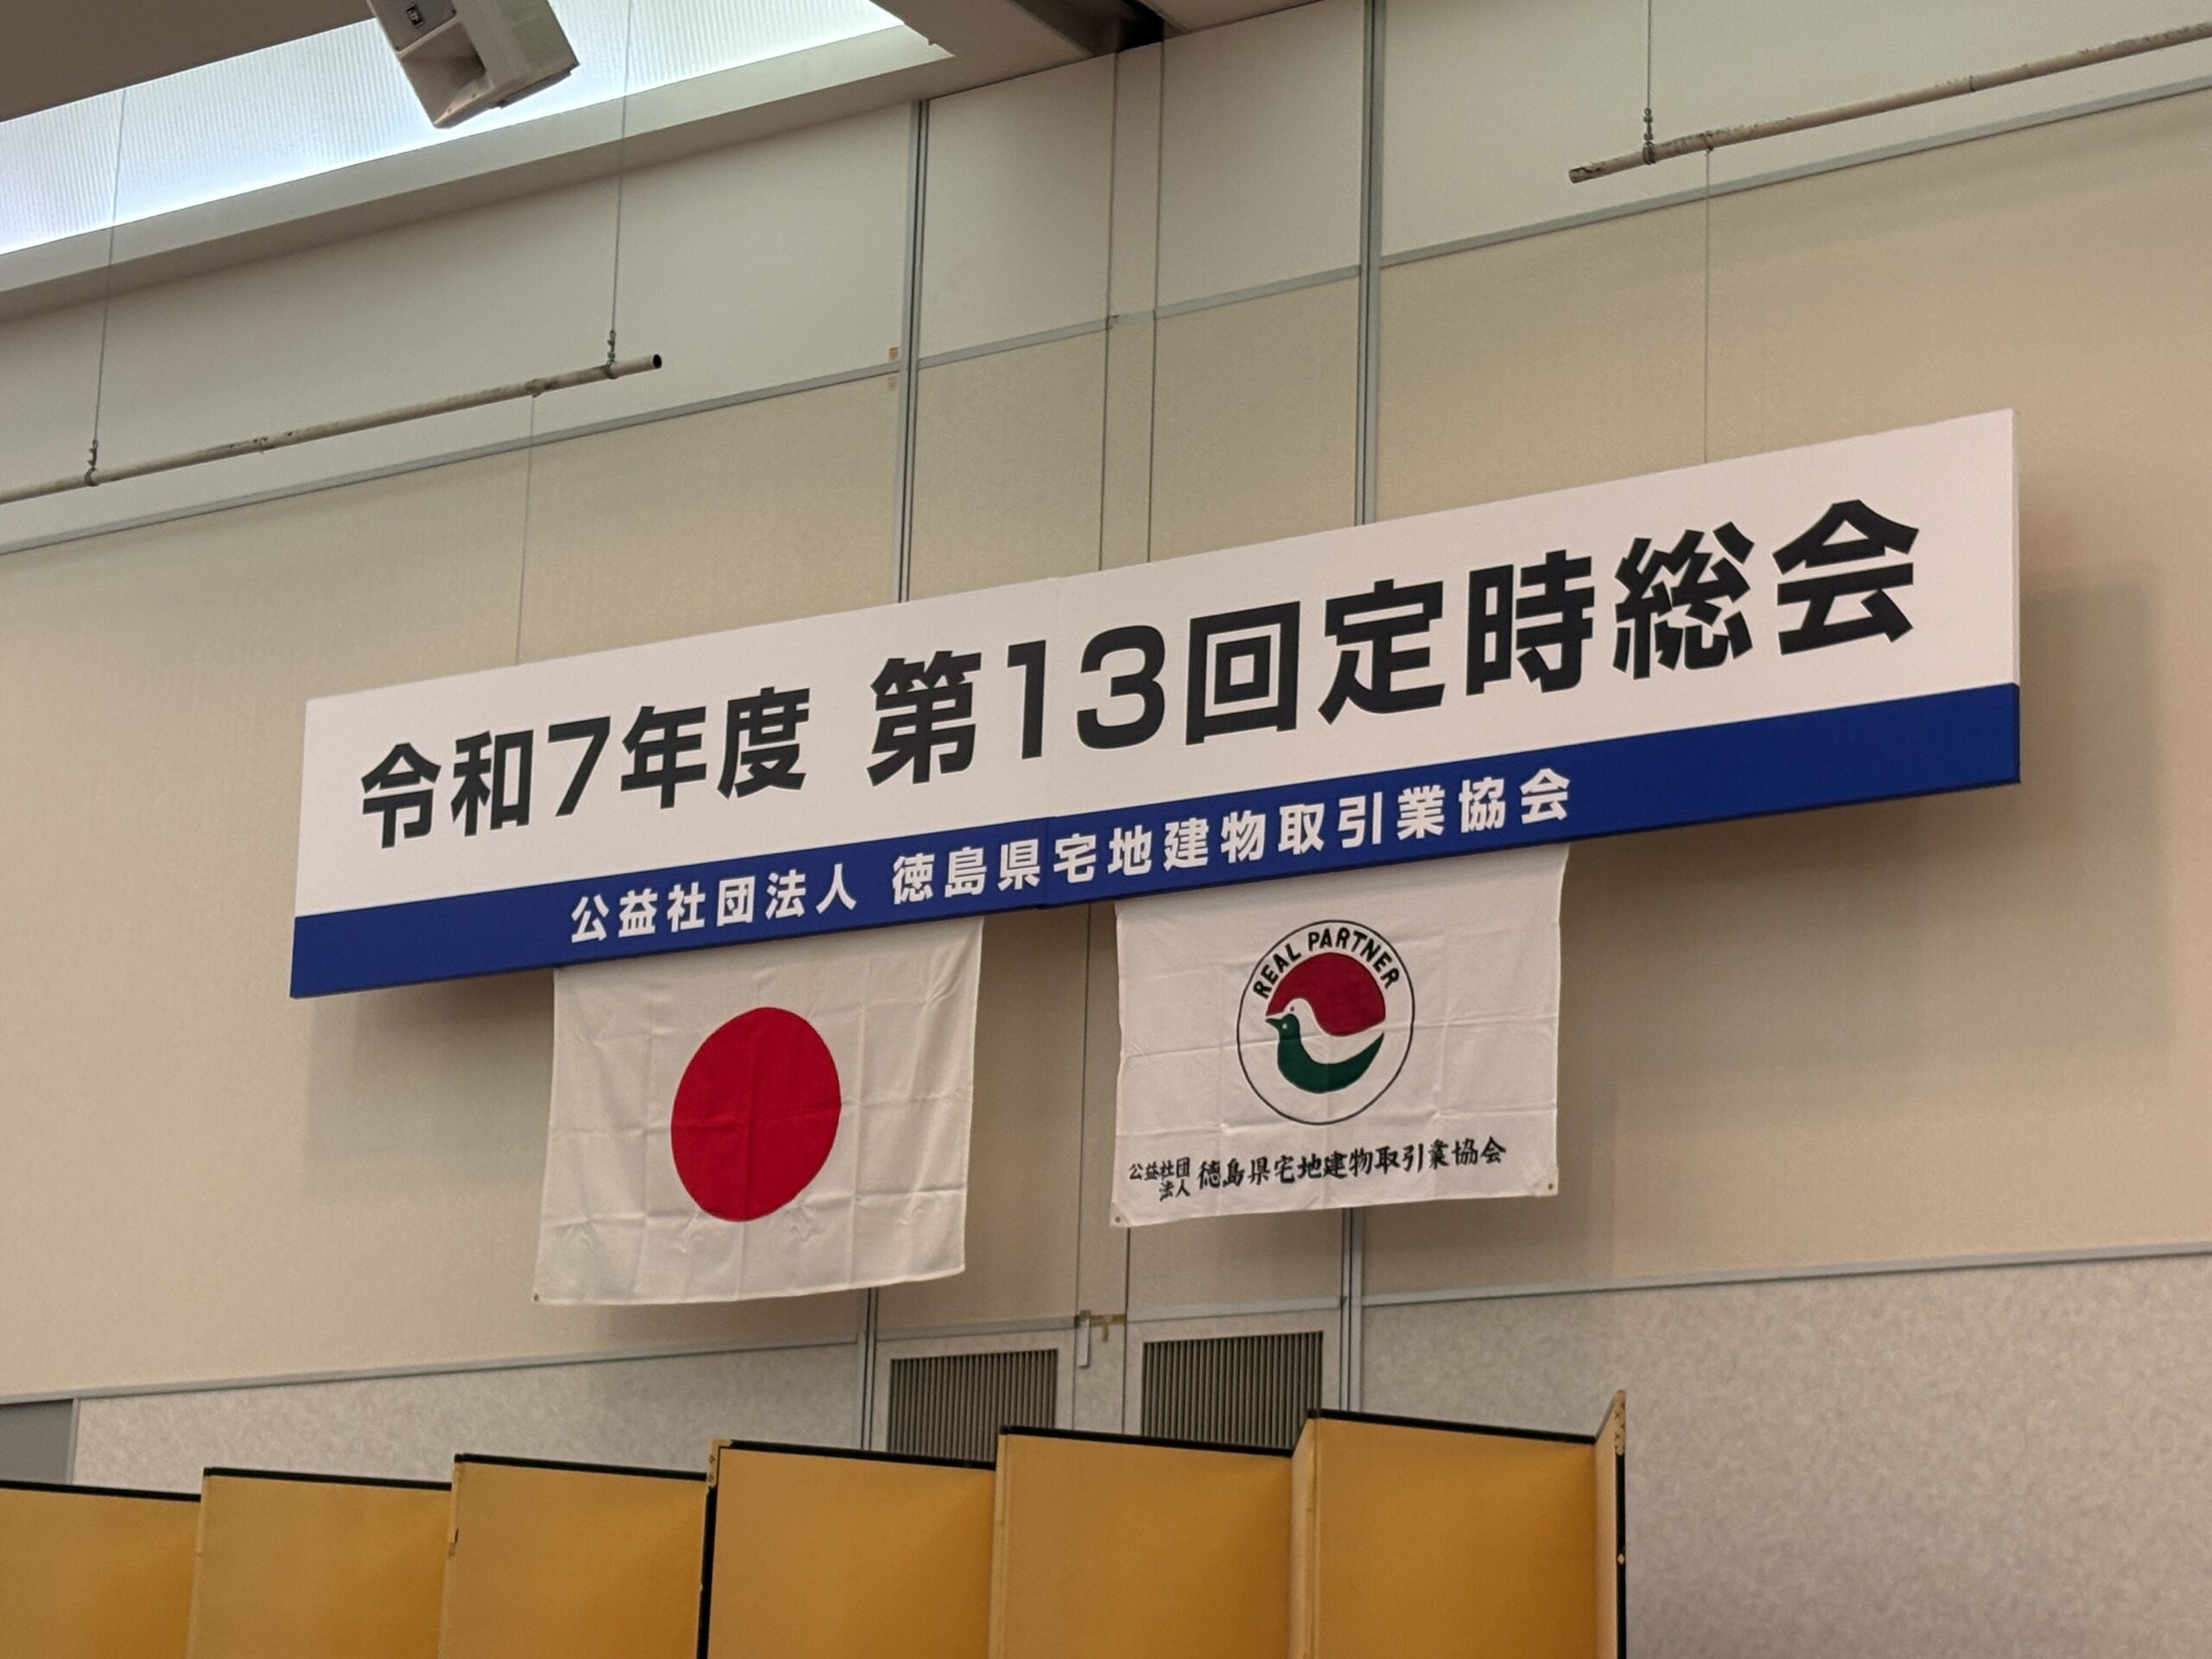 令和7年度 第13回定時総会
公益社団法人 徳島県宅地建物取引業協会
REAL PARTNER
公益社団
法人 徳島県宅地建物取引業協会